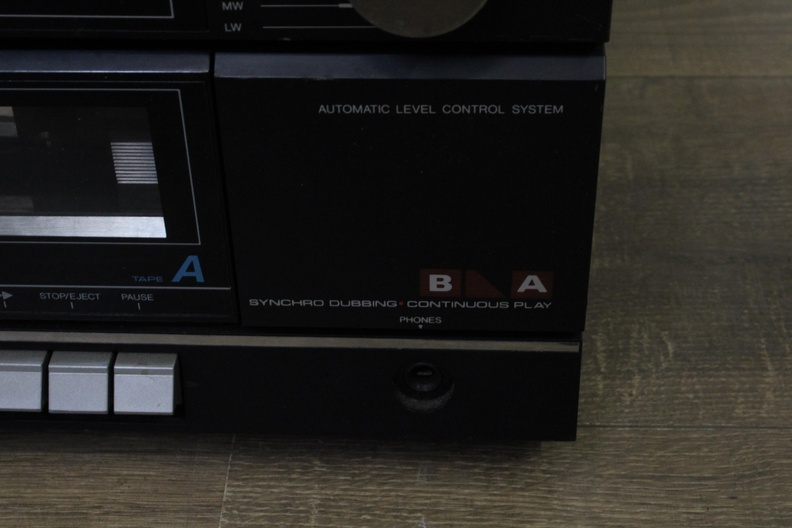 MW
LW
AUTOMATIC LEVEL CONTROL SYSTEM
TAPE A
B A
STOP/EJECT PAUSE
SYNCHRO DUBBING • CONTINUOUS PLAY
PHONES